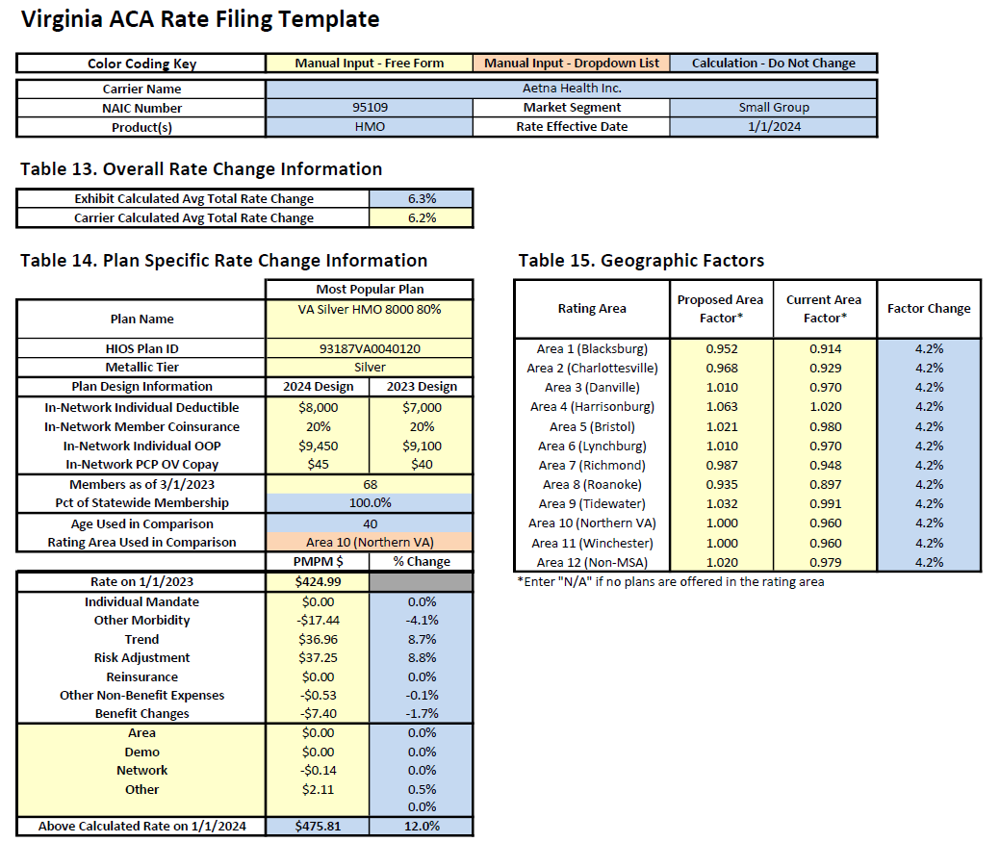 Virginia ACA Rate Filing Template
Color Coding Key Manual Input - Free Form Manual Input - Dropdown List Calculation - Do Not Change
Carrier Name Aetna Health Inc.
NAIC Number 95109 Market Segment Small Group
Product(s) HMO Rate Effective Date 1/1/2024
Table 13. Overall Rate Change Information
Exhibit Calculated Avg Total Rate Change 6.3%
Carrier Calculated Avg Total Rate Change 6.2%
Table 14. Plan Specific Rate Change Information
Most Popular Plan
Plan Name VA Silver HMO 8000 80%
HIOS Plan ID 93187VA0040120
Metallic Tier Silver
Plan Design Information 2024 Design 2023 Design
In-Network Individual Deductible $8,000 $7,000
In-Network Member Coinsurance 20% 20%
In-Network Individual OOP $9,450 $9,100
In-Network PCP OV Copay $45 $40
Members as of 3/1/2023 68
Pct of Statewide Membership 100.0%
Age Used in Comparison 40
Rating Area Used in Comparison Area 10 (Northern VA)
PMPM $ % Change
Rate on 1/1/2023 $424.99
Individual Mandate $0.00 0.0%
Other Morbidity -$17.44 -4.1%
Trend $36.96 8.7%
Risk Adjustment $37.25 8.8%
Reinsurance $0.00 0.0%
Other Non-Benefit Expenses -$0.53 -0.1%
Benefit Changes -$7.40 -1.7%
Area $0.00 0.0%
Demo $0.00 0.0%
Network -$0.14 0.0%
Other $2.11 0.5%
0.0%
Above Calculated Rate on 1/1/2024 $475.81 12.0%
Table 15. Geographic Factors
Rating Area Proposed Area Factor* Current Area Factor* Factor Change
Area 1 (Blacksburg) 0.952 0.914 4.2%
Area 2 (Charlottesville) 0.968 0.929 4.2%
Area 3 (Danville) 1.010 0.970 4.2%
Area 4 (Harrisonburg) 1.063 1.020 4.2%
Area 5 (Bristol) 1.021 0.980 4.2%
Area 6 (Lynchburg) 1.010 0.970 4.2%
Area 7 (Richmond) 0.987 0.948 4.2%
Area 8 (Roanoke) 0.935 0.897 4.2%
Area 9 (Tidewater) 1.032 0.991 4.2%
Area 10 (Northern VA) 1.000 0.960 4.2%
Area 11 (Winchester) 1.000 0.960 4.2%
Area 12 (Non-MSA) 1.020 0.979 4.2%
*Enter "N/A" if no plans are offered in the rating area